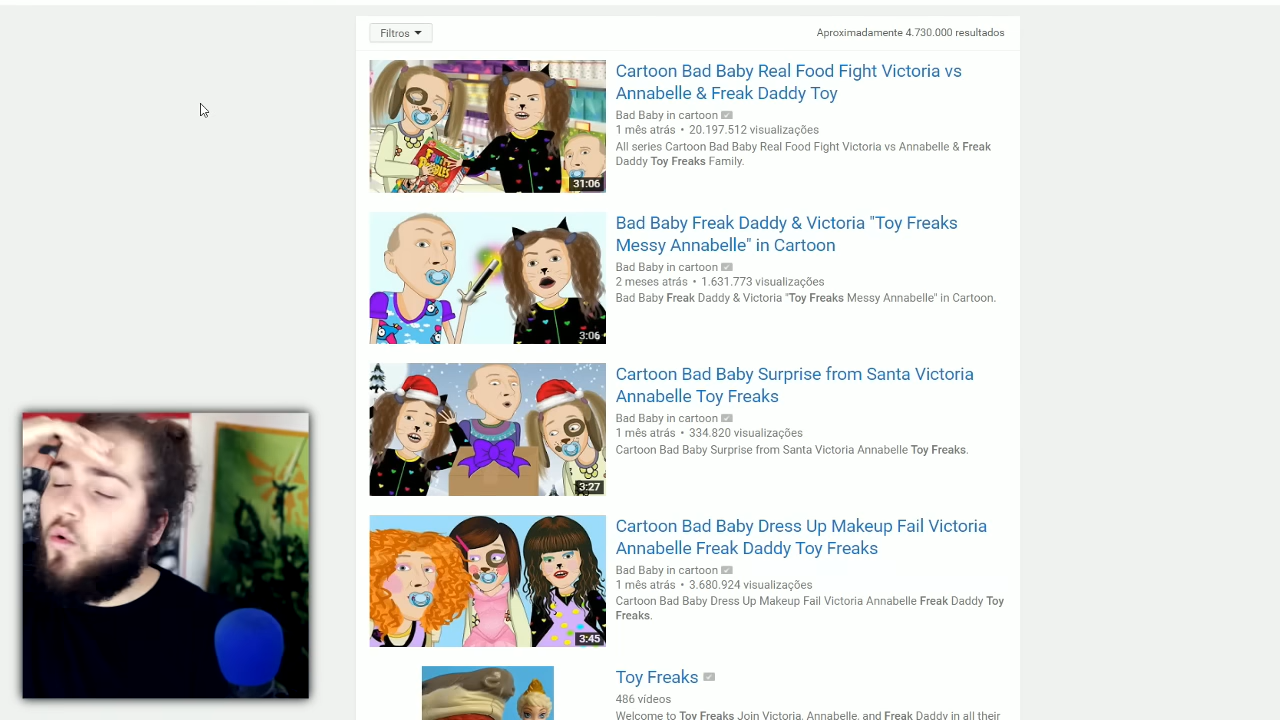 Filtros
Aproximadamente 4.730.000 resultados
Cartoon Bad Baby Real Food Fight Victoria vs
Annabelle & Freak Daddy Toy
Bad Baby in cartoon
1 mês atrás • 20.197.512 visualizações
All series Cartoon Bad Baby Real Food Fight Victoria vs Annabelle & Freak
Daddy Toy Freaks Family.
31:06
Bad Baby Freak Daddy & Victoria "Toy Freaks
Messy Annabelle" in Cartoon
Bad Baby in cartoon
2 meses atrás • 1.631.773 visualizações
Bad Baby Freak Daddy & Victoria "Toy Freaks Messy Annabelle" in Cartoon.
3:06
Cartoon Bad Baby Surprise from Santa Victoria
Annabelle Toy Freaks
Bad Baby in cartoon
1 mês atrás • 334.820 visualizações
Cartoon Bad Baby Surprise from Santa Victoria Annabelle Toy Freaks.
3:27
Cartoon Bad Baby Dress Up Makeup Fail Victoria
Annabelle Freak Daddy Toy Freaks
Bad Baby in cartoon
1 mês atrás • 3.680.924 visualizações
Cartoon Bad Baby Dress Up Makeup Fail Victoria Annabelle Freak Daddy Toy
Freaks.
3:45
Toy Freaks
486 vídeos
Welcome to Toy Freaks Join Victoria, Annabelle, and Freak Daddy in all their